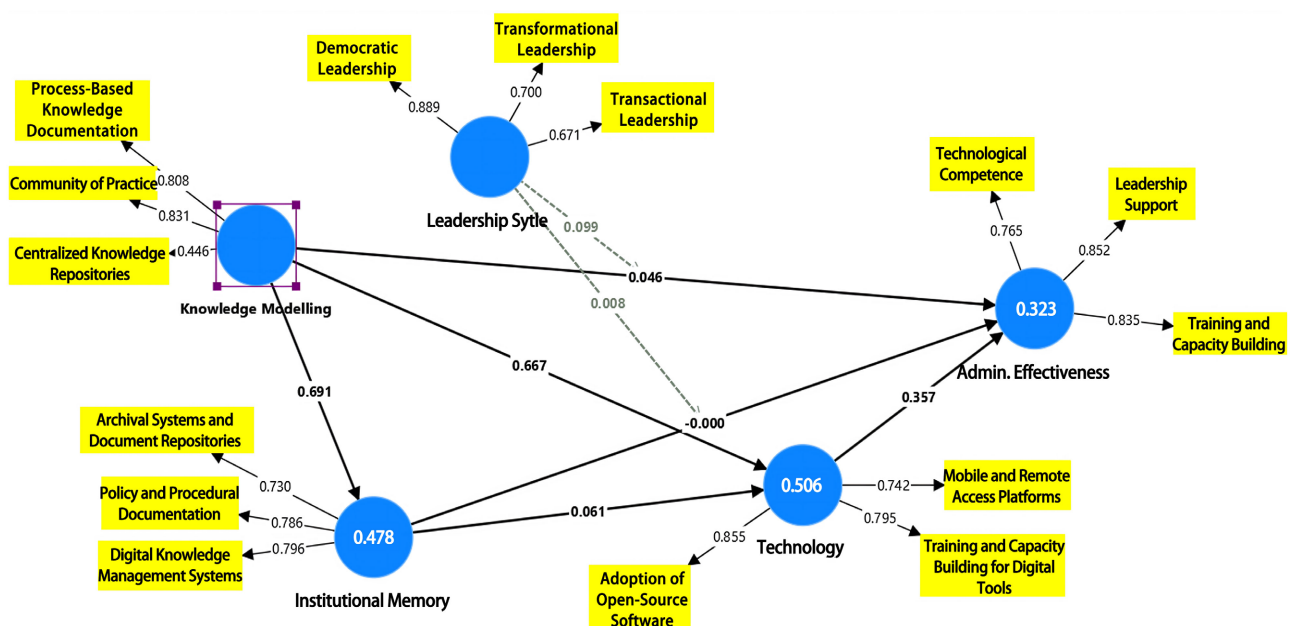 Transformational
Leadership
Democratic
Leadership
0.700
0.889
Transactional
Leadership
0.671
Leadership Sytle
Process-Based
Knowledge
Documentation
0.808
Community of Practice
0.831
Centralized Knowledge
Repositories
0.446
Knowledge Modelling
0.099
0.046
0.008
Technological
Competence
0.765
Leadership
Support
0.852
0.323
0.835
Training and
Capacity Building
Admin. Effectiveness
0.667
0.691
0.357
-0.000
Archival Systems and
Document Repositories
0.730
Policy and Procedural
Documentation
0.786
Digital Knowledge
Management Systems
0.796
0.478
Institutional Memory
0.061
0.506
Technology
0.742
Mobile and Remote
Access Platforms
0.795
Training and Capacity
Building for Digital
Tools
0.855
Adoption of
Open-Source
Software